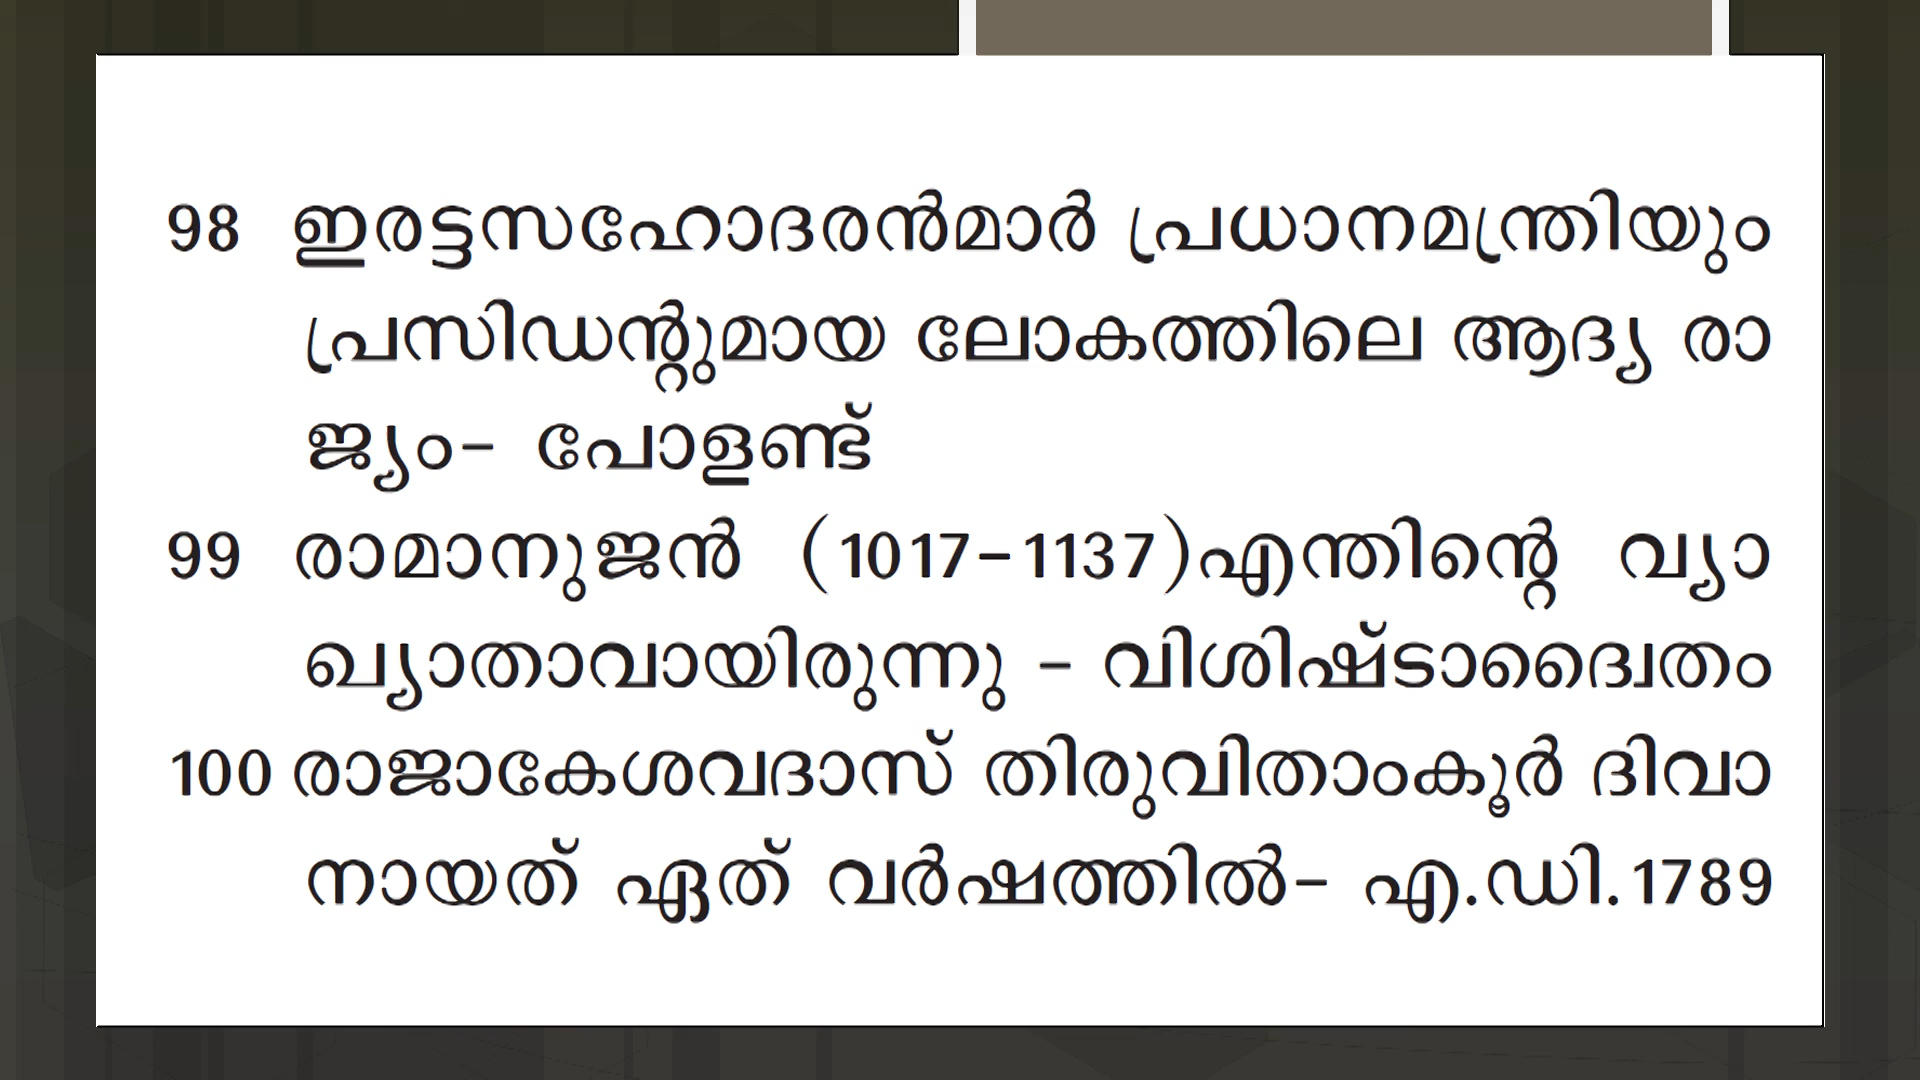 98 ഇരട്ടസഹോദരൻമാർ പ്രധാനമന്ത്രിയും
പ്രസിഡന്റുമായ ലോകത്തിലെ ആദ്യ രാ
ജ്യം- പോളണ്ട്
99 രാമാനുജൻ (1017-1137)എന്തിന്റെ വ്യാ
ഖ്യാതാവായിരുന്നു - വിശിഷ്ടാദ്വൈതം
100 രാജാകേശവദാസ് തിരുവിതാംകൂർ ദിവാ
നായത് ഏത് വർഷത്തിൽ- എ.ഡി.1789